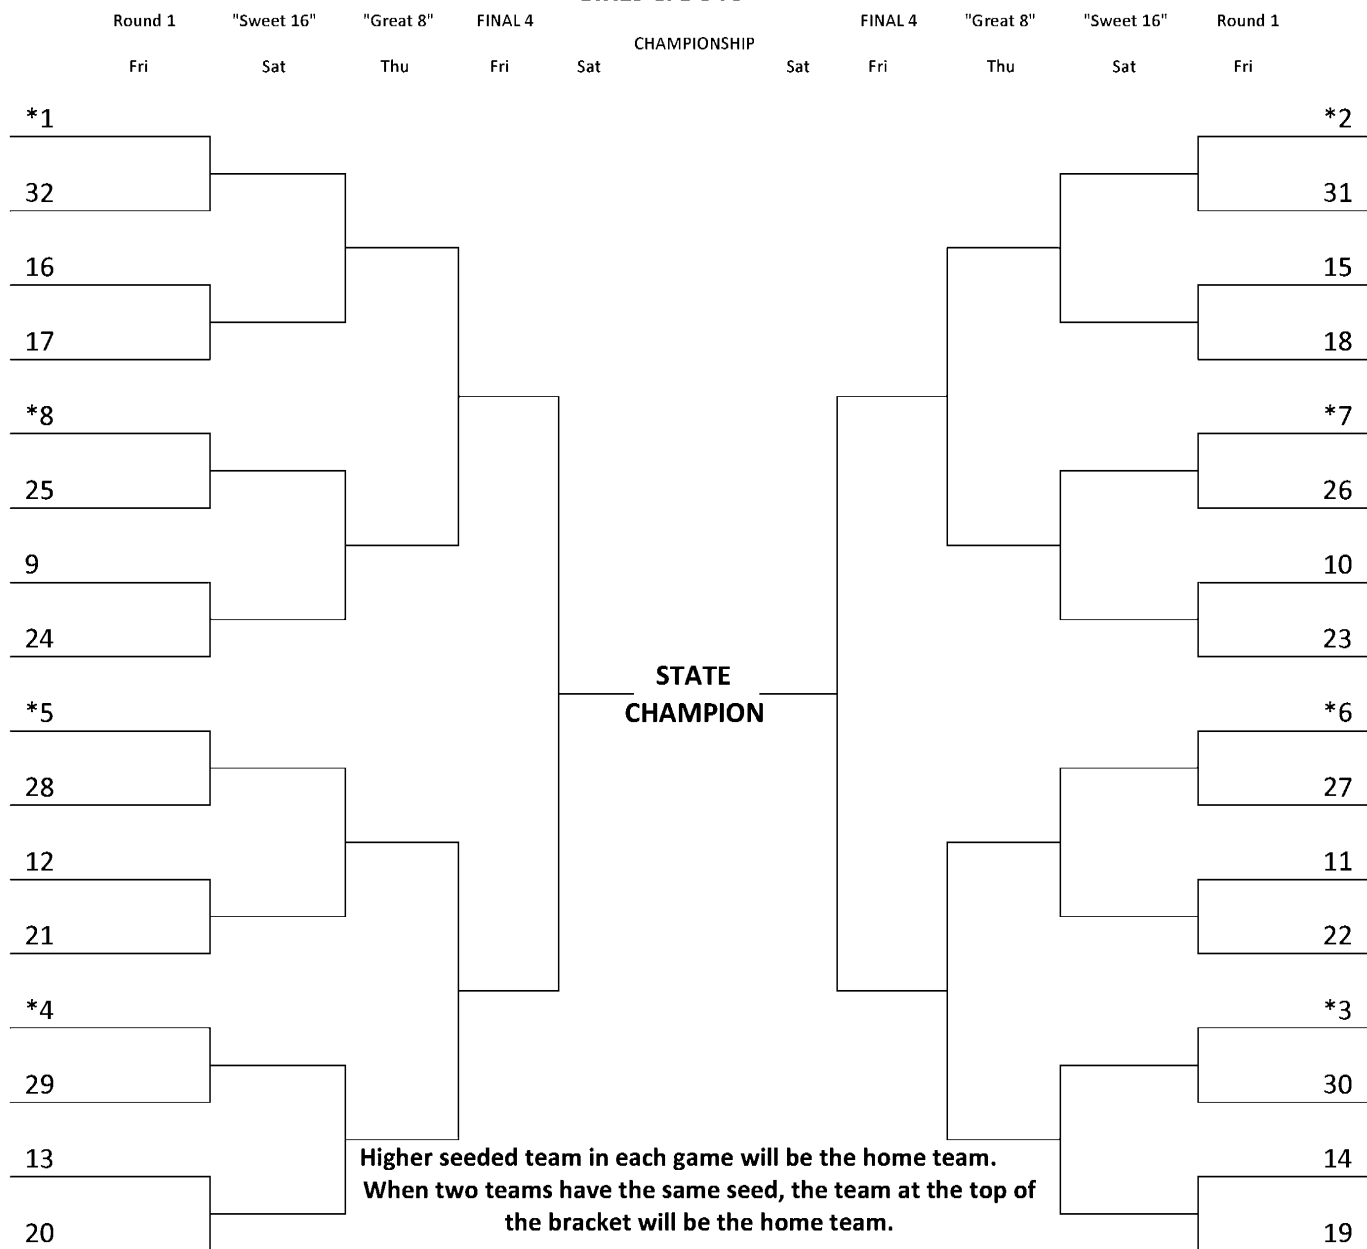 Round 1 "Sweet 16" "Great 8" FINAL 4 FINAL 4 "Great 8" "Sweet 16" Round 1
CHAMPIONSHIP
Fri Sat Thu Fri Sat Sat Fri Thu Sat Fri
*1 *2
32 31
16 15
17 18
*8 *7
25 26
9 10
24 23
STATE
CHAMPION
*5 *6
28 27
12 11
21 22
*4 *3
29 30
13 14
Higher seeded team in each game will be the home team.
When two teams have the same seed, the team at the top of
the bracket will be the home team.
20 19